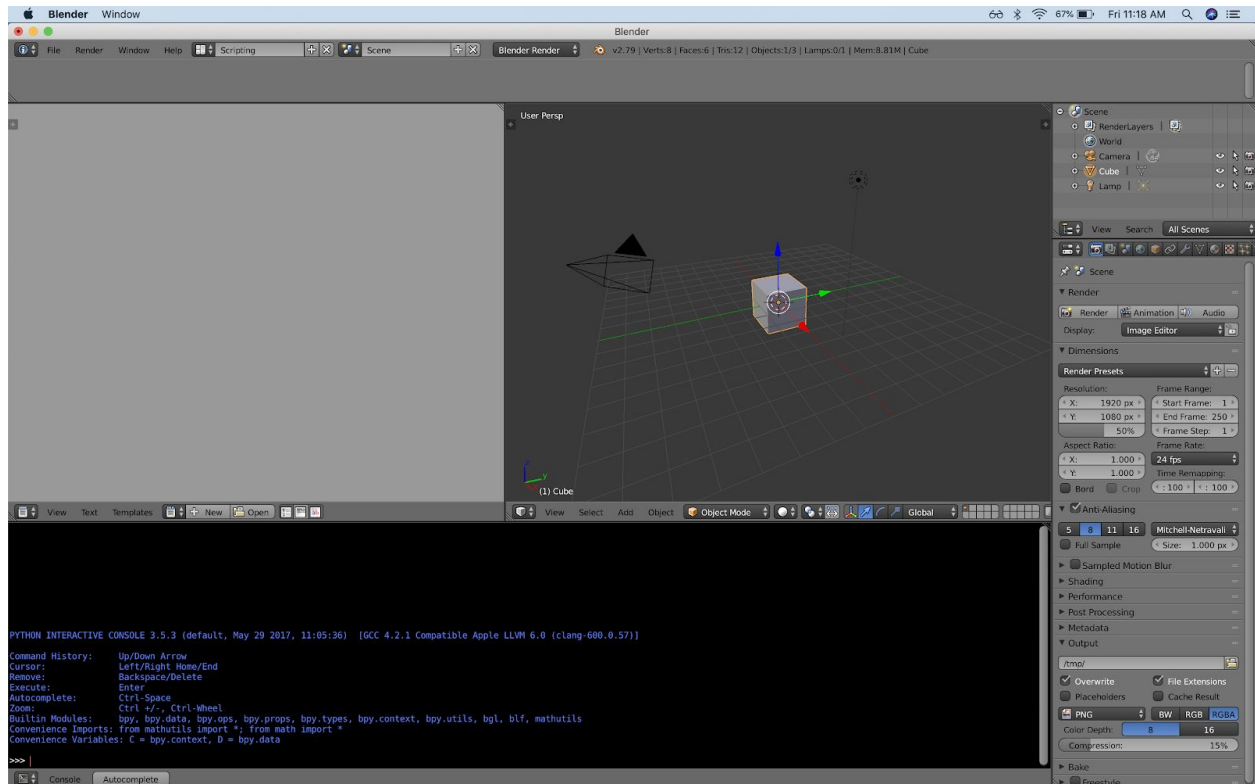 Blender Window 67% Fri 11:18 AM
Blender
File Render Window Help Scripting Scene Blender Render v2.79 | Verts:8 | Faces:6 | Tris:12 | Objects:1/3 | Lamps:0/1 | Mem:8.81M | Cube
User Persp
(1) Cube
View Text Templates New Open
View Select Add Object Object Mode Global
PYTHON INTERACTIVE CONSOLE 3.5.3 (default, May 29 2017, 11:05:36) [GCC 4.2.1 Compatible Apple LLVM 6.0 (clang-600.0.57)]
Command History: Up/Down Arrow
Cursor: Left/Right Home/End
Remove: Backspace/Delete
Execute: Enter
Autocomplete: Ctrl-Space
Zoom: Ctrl +/-, Ctrl-Wheel
Builtin Modules: bpy, bpy.data, bpy.ops, bpy.props, bpy.types, bpy.context, bpy.utils, bgl, blf, mathutils
Convenience Imports: from mathutils import *; from math import *
Convenience Variables: C = bpy.context, D = bpy.data
>>>
Console Autocomplete
Scene
RenderLayers |
World
Camera |
Cube |
Lamp |
View Search All Scenes
Scene
Render
Render Animation Audio
Display: Image Editor
Dimensions
Render Presets
Resolution: Frame Range:
X: 1920 px Start Frame: 1
Y: 1080 px End Frame: 250
50% Frame Step: 1
Aspect Ratio: Frame Rate:
X: 1.000 24 fps
Y: 1.000 Time Remapping:
Bord Crop : 100 : 100
Anti-Aliasing
5 8 11 16 Mitchell-Netravali
Full Sample Size: 1.000 px
Sampled Motion Blur
Shading
Performance
Post Processing
Metadata
Output
/tmp/
Overwrite File Extensions
Placeholders Cache Result
PNG BW RGB RGBA
Color Depth: 8 16
Compression: 15%
Bake
Freestyle